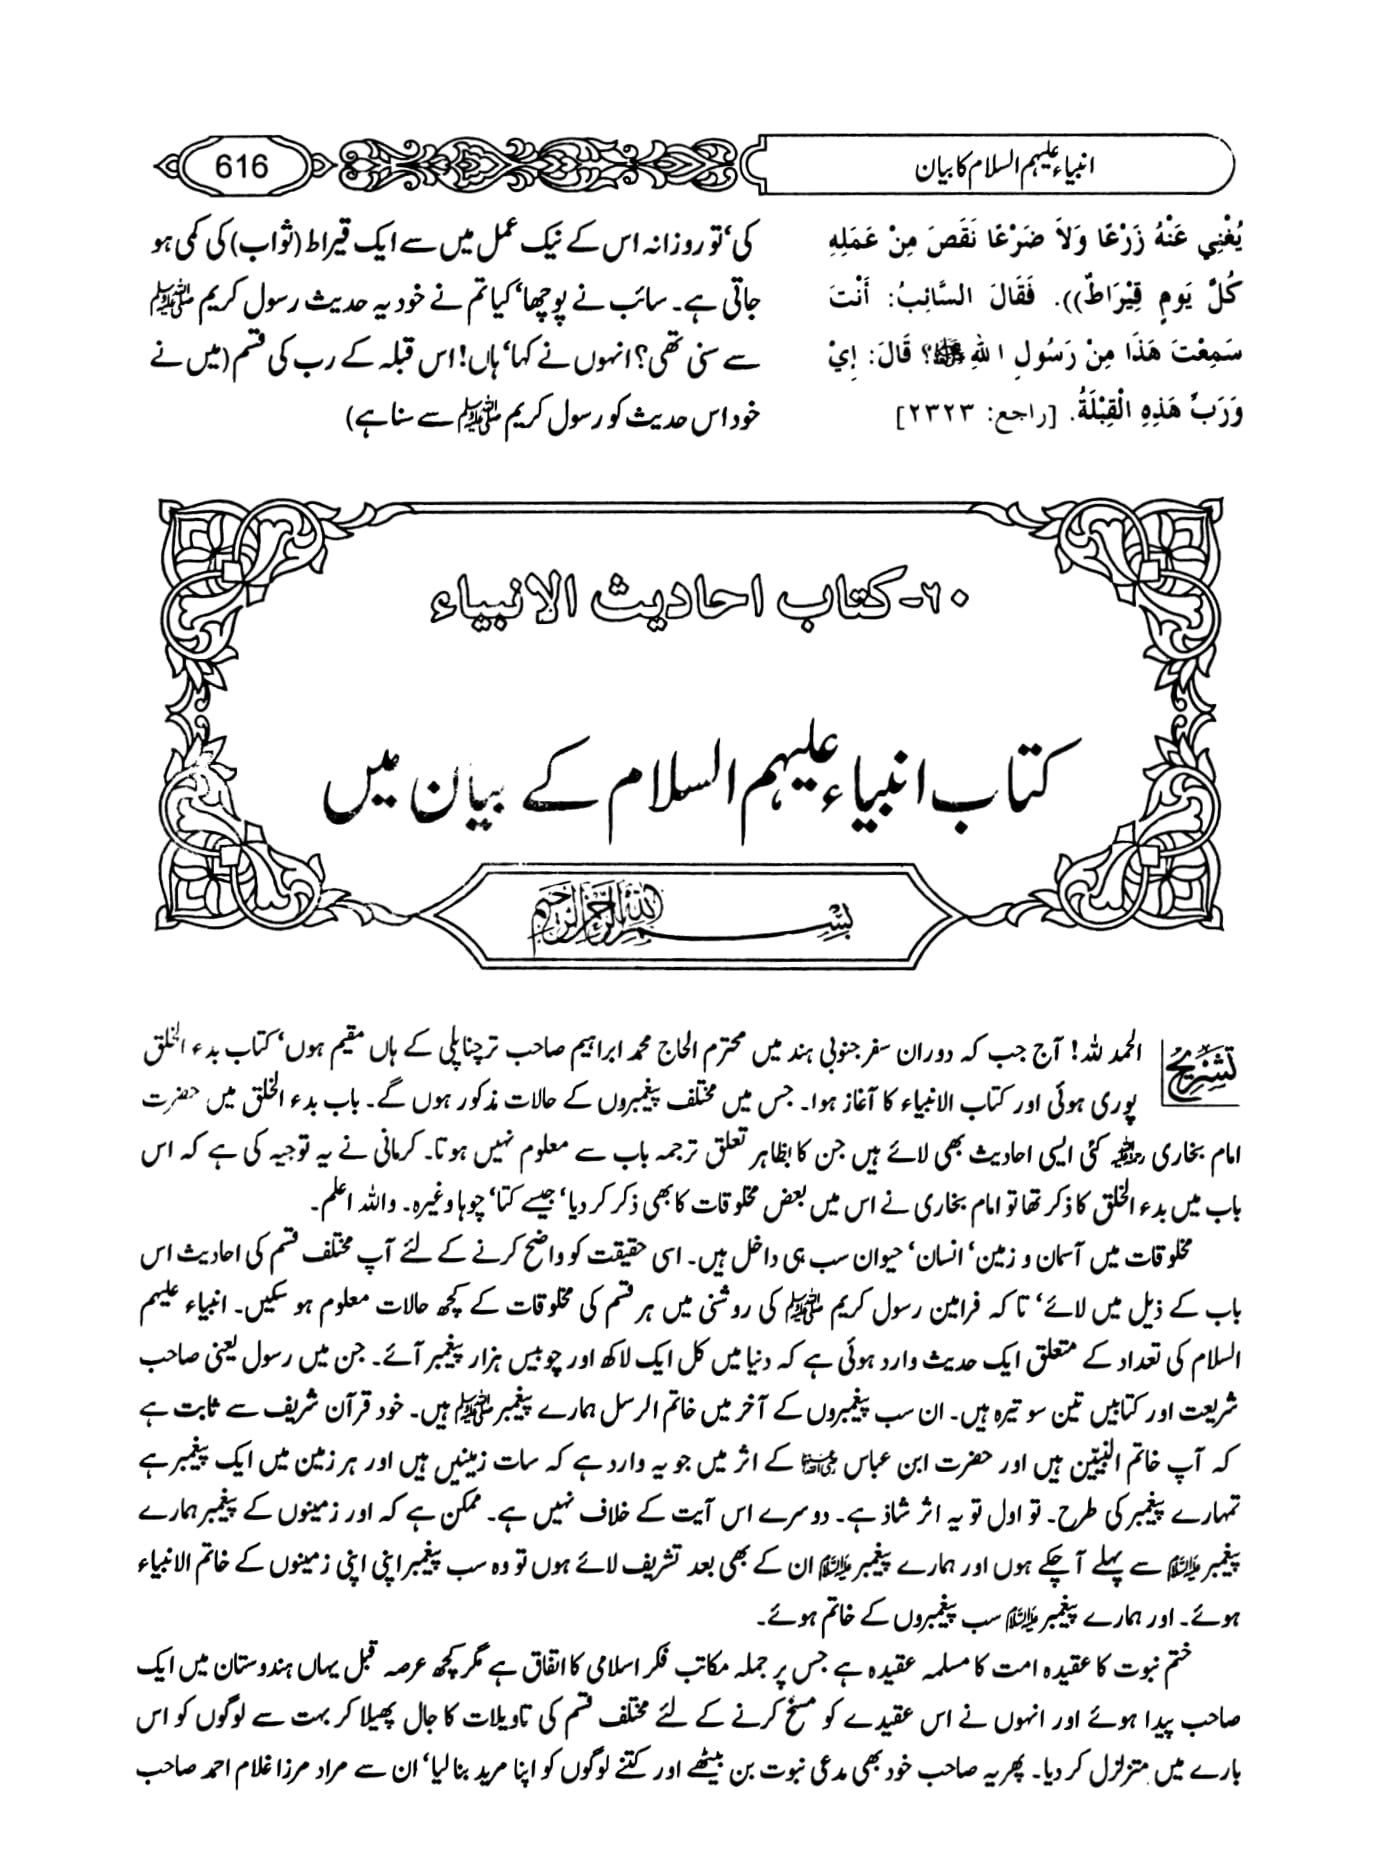 انبیاء علیہم السلام کا بیان
616
يُغْنِي عَنْهُ زَرْعًا وَلاَ ضَرْعًا نَقَصَ مِنْ عَمَلِهِ
كُلَّ يَومٍ قِيْرَاطٌ)). فَقَالَ السَّائِبُ: أَنْتَ
سَمِعْتَ هَذَا مِنْ رَسُولِ اللهِ ﷺ؟ قَالَ: إِيْ
وَرَبِّ هَذِهِ الْقِبْلَةُ. [راجع: ٢٣٢٣]
کی‘ تو روزانہ اس کے نیک عمل میں سے ایک قیراط (ثواب) کی کمی ہو
جاتی ہے۔ سائب نے پوچھا‘ کیا تم نے خود یہ حدیث رسول کریم ﷺ
سے سنی تھی؟ انہوں نے کہا‘ ہاں! اس قبلہ کے رب کی قسم (میں نے
خود اس حدیث کو رسول کریم ﷺ سے سنا ہے)
٦٠- کتاب احادیث الانبیاء
کتاب انبیاء علیہم السلام کے بیان میں
بسم اللہ الرحمن الرحیم
تشریح
الحمد للہ! آج جب کہ دوران سفر جنوبی ہند میں محترم الحاج محمد ابراہیم صاحب ترچناپلی کے ہاں مقیم ہوں‘ کتاب بدء الخلق
پوری ہوئی اور کتاب الانبیاء کا آغاز ہوا۔ جس میں مختلف پیغمبروں کے حالات مذکور ہوں گے۔ باب بدء الخلق میں حضرت
امام بخاری رحمہ اللہ کئی ایسی احادیث بھی لائے ہیں جن کا بظاہر تعلق ترجمہ باب سے معلوم نہیں ہوتا۔ کرمانی نے یہ توجیہ کی ہے کہ اس
باب میں بدء الخلق کا ذکر تھا تو امام بخاری نے اس میں بعض مخلوقات کا بھی ذکر کر دیا‘ جیسے کتا‘ چوہا وغیرہ۔ واللہ اعلم۔
مخلوقات میں آسمان و زمین‘ انسان‘ حیوان سب ہی داخل ہیں۔ اسی حقیقت کو واضح کرنے کے لئے آپ مختلف قسم کی احادیث اس
باب کے ذیل میں لائے‘ تا کہ فرامین رسول کریم ﷺ کی روشنی میں ہر قسم کی مخلوقات کے کچھ حالات معلوم ہو سکیں۔ انبیاء علیہم
السلام کی تعداد کے متعلق ایک حدیث وارد ہوئی ہے کہ دنیا میں کل ایک لاکھ اور چوبیس ہزار پیغمبر آئے۔ جن میں رسول یعنی صاحب
شریعت اور کتابیں تین سو تیرہ ہیں۔ ان سب پیغمبروں کے آخر میں خاتم الرسل ہمارے پیغمبر ﷺ ہیں۔ خود قرآن شریف سے ثابت ہے
کہ آپ خاتم النبیّین ہیں اور حضرت ابن عباس رضی اللہ عنہما کے اثر میں جو یہ وارد ہے کہ سات زمینیں ہیں اور ہر زمین میں ایک پیغمبر ہے
تمہارے پیغمبر کی طرح۔ تو اول تو یہ اثر شاذ ہے۔ دوسرے اس آیت کے خلاف نہیں ہے۔ ممکن ہے کہ اور زمینوں کے پیغمبر ہمارے
پیغمبر ﷺ سے پہلے آ چکے ہوں اور ہمارے پیغمبر ﷺ ان کے بھی بعد تشریف لائے ہوں تو وہ سب پیغمبر اپنی اپنی زمینوں کے خاتم الانبیاء
ہوئے۔ اور ہمارے پیغمبر ﷺ سب پیغمبروں کے خاتم ہوئے۔
ختم نبوت کا عقیدہ امت کا مسلمہ عقیدہ ہے جس پر جملہ مکاتب فکر اسلامی کا اتفاق ہے مگر کچھ عرصہ قبل یہاں ہندوستان میں ایک
صاحب پیدا ہوئے اور انہوں نے اس عقیدے کو مسخ کرنے کے لئے مختلف قسم کی تاویلات کا جال پھیلا کر بہت سے لوگوں کو اس
بارے میں متزلزل کر دیا۔ پھر یہ صاحب خود بھی مدعی نبوت بن بیٹھے اور کتنے لوگوں کو اپنا مرید بنا لیا‘ ان سے مراد مرزا غلام احمد صاحب